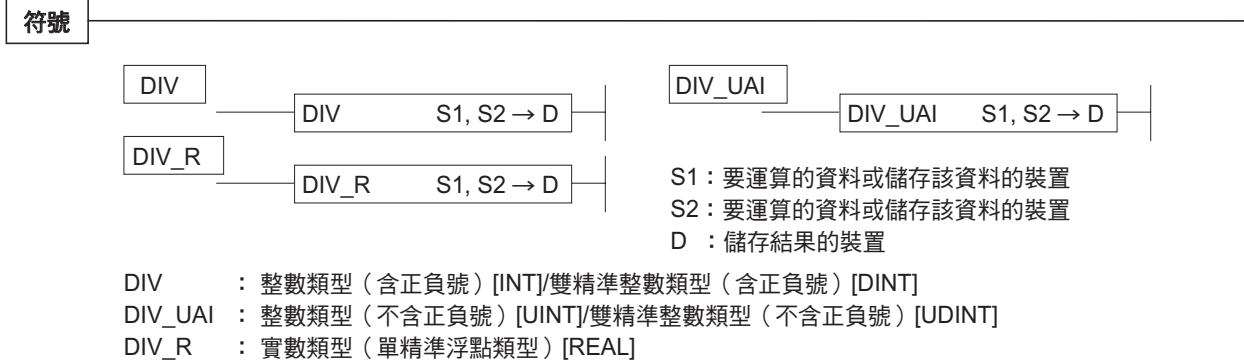 符號
DIV
DIV S1, S2 → D
DIV_R
DIV_R S1, S2 → D
DIV_UAI
DIV_UAI S1, S2 → D
S1：要運算的資料或儲存該資料的裝置
S2：要運算的資料或儲存該資料的裝置
D ：儲存結果的裝置
DIV ：整數類型（含正負號）[INT]/雙精準整數類型（含正負號）[DINT]
DIV_UAI ：整數類型（不含正負號）[UINT]/雙精準整數類型（不含正負號）[UDINT]
DIV_R ：實數類型（單精準浮點類型）[REAL]